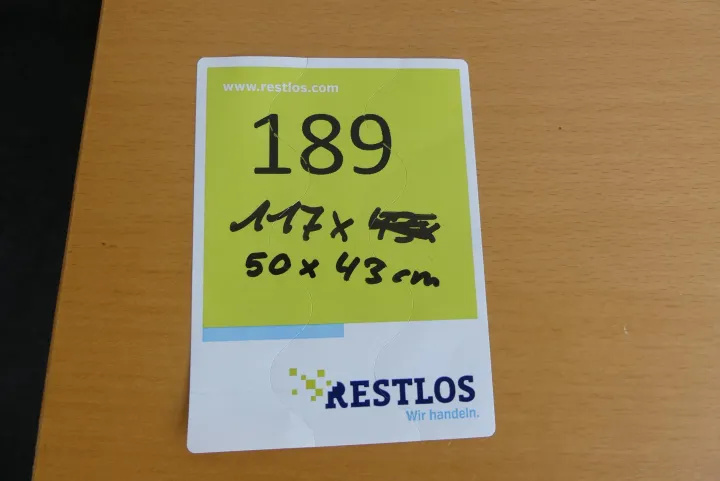 www.restlos.com
189
117 x
50 x 43 cm
RESTLOS
Wir handeln.